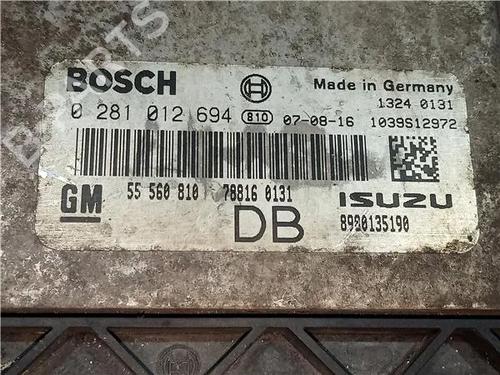 BOSCH
Made in Germany
1324 0131
0 281 012 694 810 07-08-16 1039S12972
55 560 810 78816 0131
GM
DB
ISUZU
8980135190